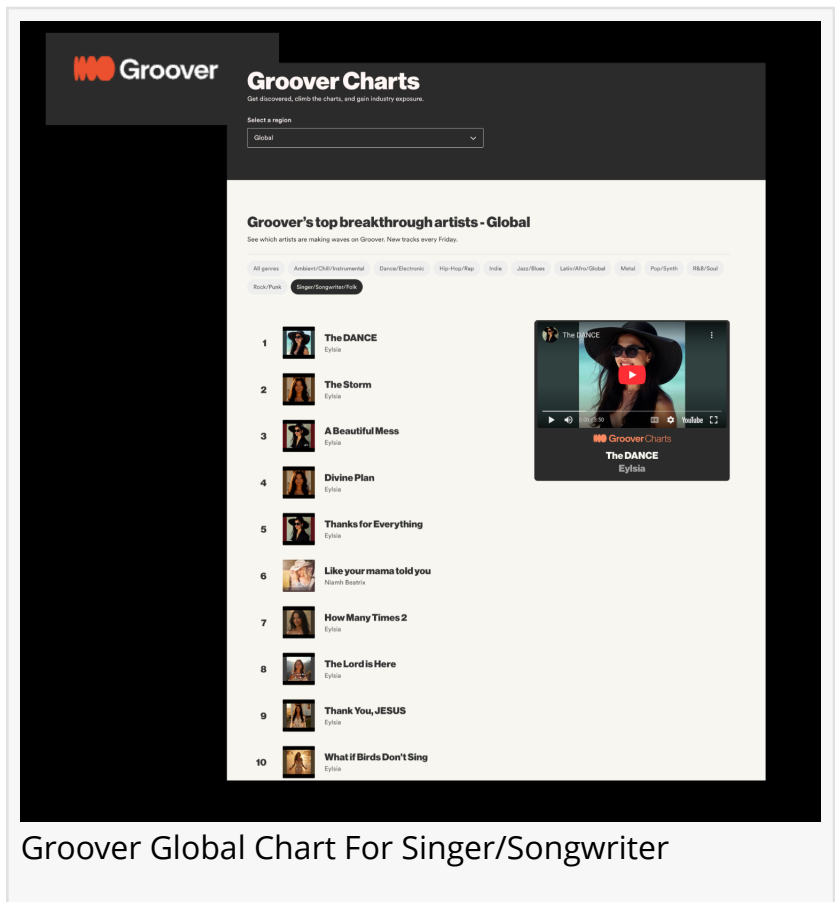 Groover
Groover Charts
Get discovered, climb the charts, and gain industry exposure.
Select a region
Global
Groover's top breakthrough artists - Global
See which artists are making waves on Groover. New tracks every Friday.
All genres Ambient/Chill/Instrumental Dance/Electronic Hip-Hop/Rap Indie Jazz/Blues Latin/Afro/Global Metal Pop/Synth R&B/Soul
Rock/Punk Singer/Songwriter/Folk
1 The DANCE
Eylsia
2 The Storm
Eylsia
3 A Beautiful Mess
Eylsia
4 Divine Plan
Eylsia
5 Thanks for Everything
Eylsia
6 Like your mama told you
Niamh Beatrix
7 How Many Times 2
Eylsia
8 The Lord is Here
Eylsia
9 Thank You, JESUS
Eylsia
10 What if Birds Don't Sing
Eylsia
The DANCE
YouTube
Groover Charts
The DANCE
Eylsia
Groover Global Chart For Singer/Songwriter